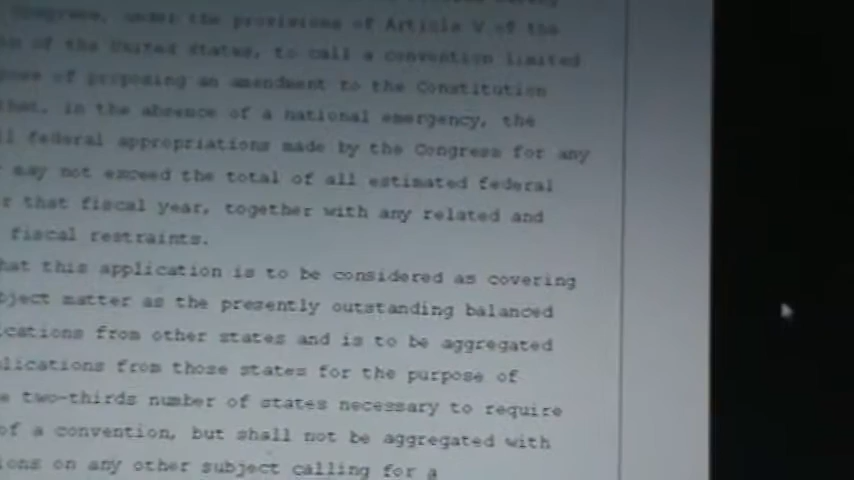 Congress, under the provisions of Article V of the
of the United States, to call a convention limited
of proposing an amendment to the Constitution
that, in the absence of a national emergency, the
federal appropriations made by the Congress for any
may not exceed the total of all estimated federal
r that fiscal year, together with any related and
fiscal restraints.
hat this application is to be considered as covering
bject matter as the presently outstanding balanced
ications from other states and is to be aggregated
lications from those states for the purpose of
two-thirds number of states necessary to require
of a convention, but shall not be aggregated with
ions on any other subject calling for a